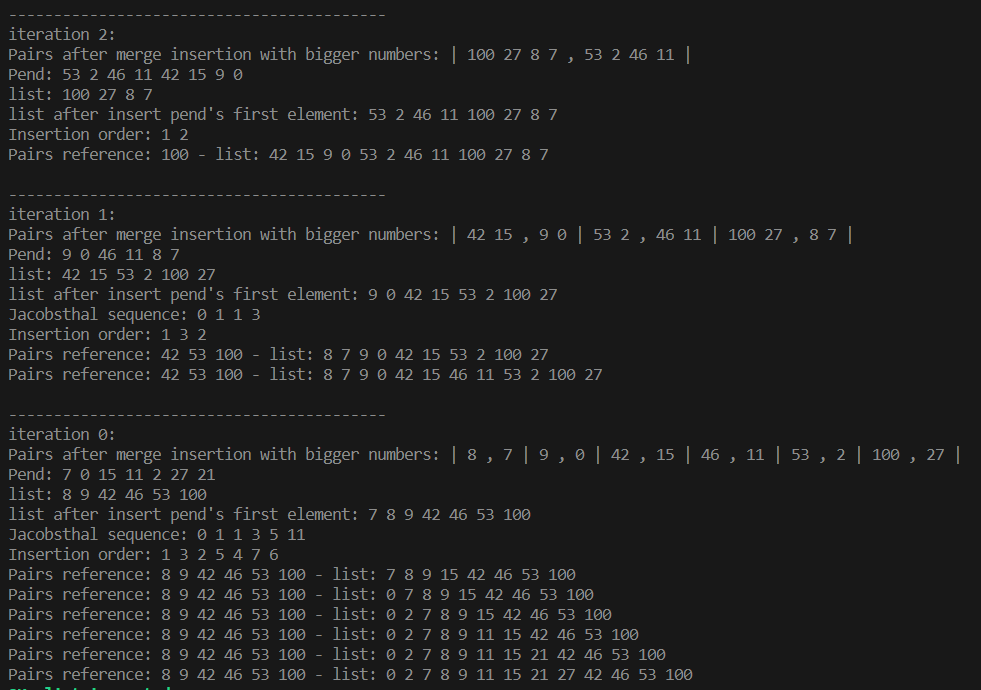 ------------------------------------------
iteration 2:
Pairs after merge insertion with bigger numbers: | 100 27 8 7 , 53 2 46 11 |
Pend: 53 2 46 11 42 15 9 0
list: 100 27 8 7
list after insert pend's first element: 53 2 46 11 100 27 8 7
Insertion order: 1 2
Pairs reference: 100 - list: 42 15 9 0 53 2 46 11 100 27 8 7
------------------------------------------
iteration 1:
Pairs after merge insertion with bigger numbers: | 42 15 , 9 0 | 53 2 , 46 11 | 100 27 , 8 7 |
Pend: 9 0 46 11 8 7
list: 42 15 53 2 100 27
list after insert pend's first element: 9 0 42 15 53 2 100 27
Jacobsthal sequence: 0 1 1 3
Insertion order: 1 3 2
Pairs reference: 42 53 100 - list: 8 7 9 0 42 15 53 2 100 27
Pairs reference: 42 53 100 - list: 8 7 9 0 42 15 46 11 53 2 100 27
------------------------------------------
iteration 0:
Pairs after merge insertion with bigger numbers: | 8 , 7 | 9 , 0 | 42 , 15 | 46 , 11 | 53 , 2 | 100 , 27 |
Pend: 7 0 15 11 2 27 21
list: 8 9 42 46 53 100
list after insert pend's first element: 7 8 9 42 46 53 100
Jacobsthal sequence: 0 1 1 3 5 11
Insertion order: 1 3 2 5 4 7 6
Pairs reference: 8 9 42 46 53 100 - list: 7 8 9 15 42 46 53 100
Pairs reference: 8 9 42 46 53 100 - list: 0 7 8 9 15 42 46 53 100
Pairs reference: 8 9 42 46 53 100 - list: 0 2 7 8 9 15 42 46 53 100
Pairs reference: 8 9 42 46 53 100 - list: 0 2 7 8 9 11 15 42 46 53 100
Pairs reference: 8 9 42 46 53 100 - list: 0 2 7 8 9 11 15 21 42 46 53 100
Pairs reference: 8 9 42 46 53 100 - list: 0 2 7 8 9 11 15 21 27 42 46 53 100